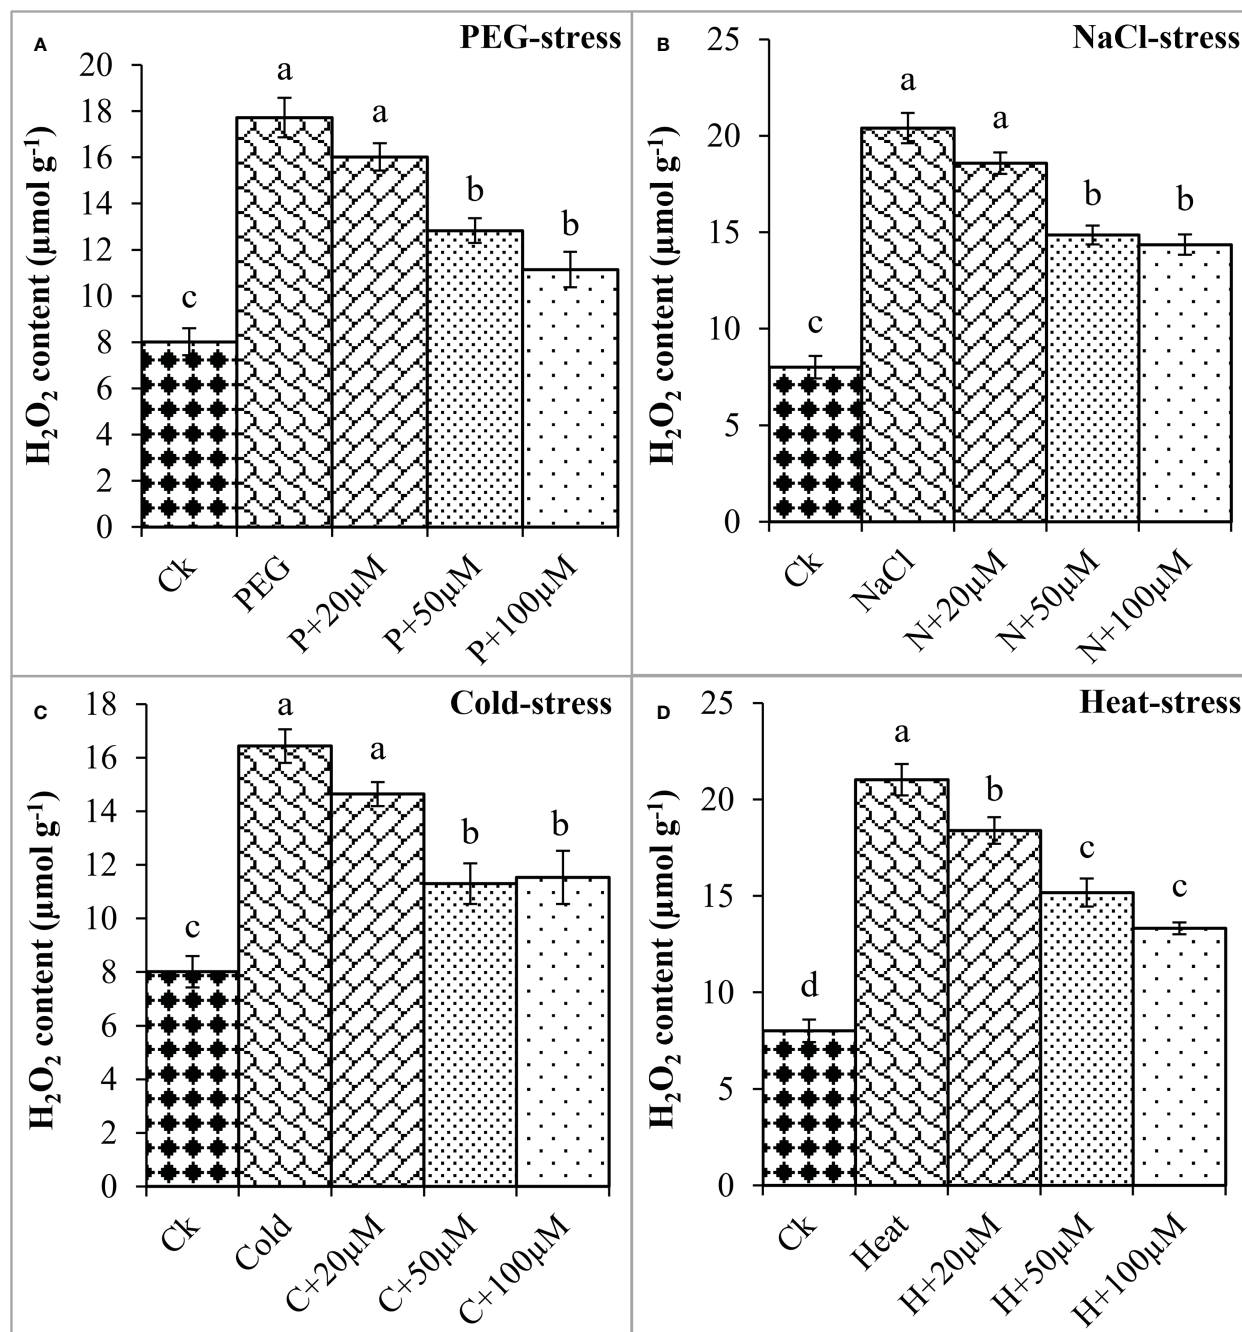 A
PEG-stress
H₂O₂ content (µmol g⁻¹)
20
18
16
14
12
10
8
6
4
2
0
c
a
a
b
b
Ck
PEG
P+20µM
P+50µM
P+100µM
B
NaCl-stress
H₂O₂ content (µmol g⁻¹)
25
20
15
10
5
0
c
a
a
b
b
Ck
NaCl
N+20µM
N+50µM
N+100µM
C
Cold-stress
H₂O₂ content (µmol g⁻¹)
18
16
14
12
10
8
6
4
2
0
c
a
a
b
b
Ck
Cold
C+20µM
C+50µM
C+100µM
D
Heat-stress
H₂O₂ content (µmol g⁻¹)
25
20
15
10
5
0
d
a
b
c
c
Ck
Heat
H+20µM
H+50µM
H+100µM